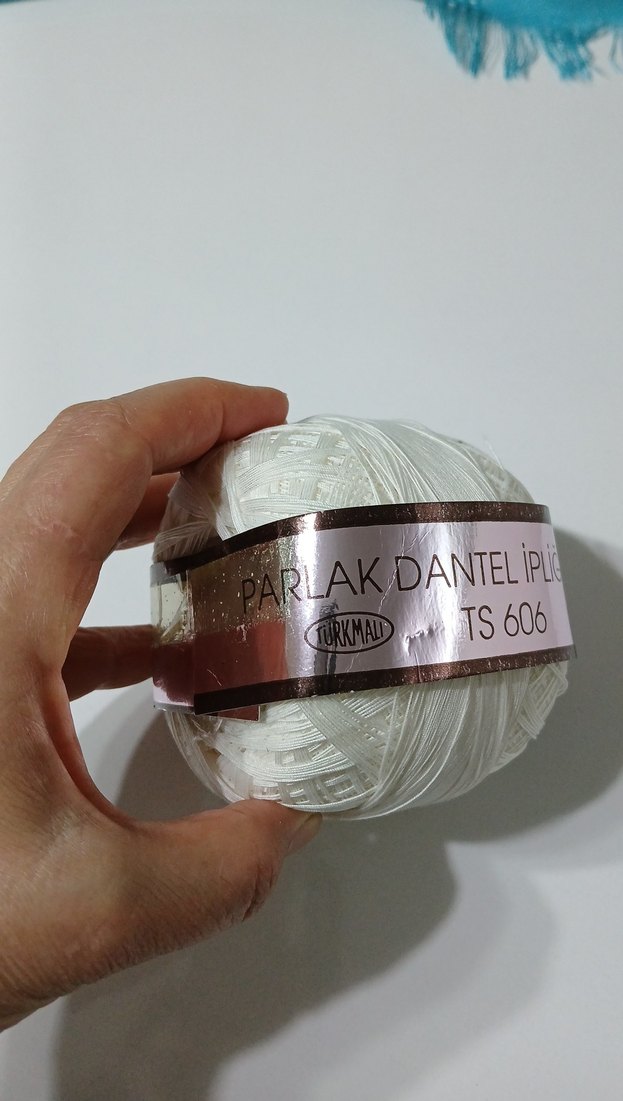 PARLAK DANTEL İPLİĞ
TÜRKMALI
TS 606